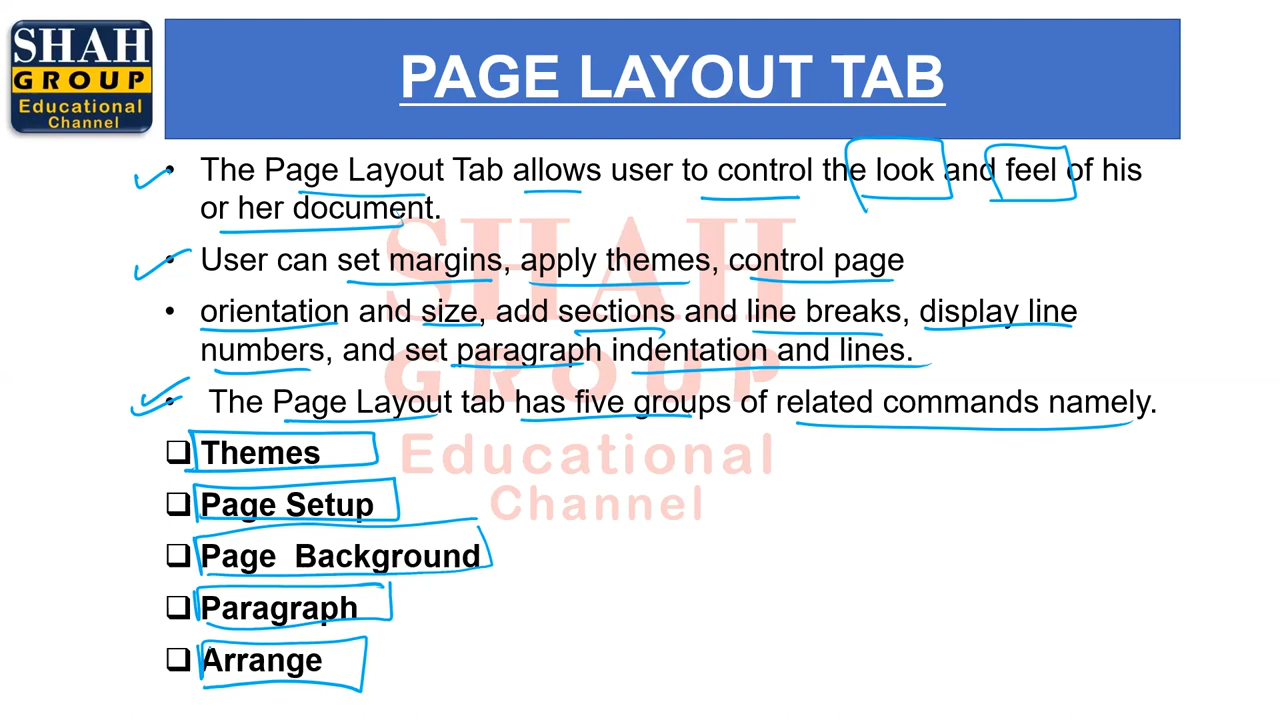 SHAH
GROUP
Educational
Channel
PAGE LAYOUT TAB
• The Page Layout Tab allows user to control the look and feel of his
or her document.
• User can set margins, apply themes, control page
• orientation and size, add sections and line breaks, display line
numbers, and set paragraph indentation and lines.
• The Page Layout tab has five groups of related commands namely.
❑ Themes
❑ Page Setup
❑ Page Background
❑ Paragraph
❑ Arrange
SHAH
GROUP
Educational
Channel